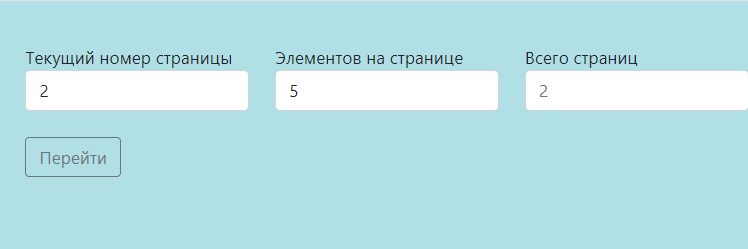 Текущий номер страницы
Элементов на странице
Всего страниц
2
5
2
Перейти